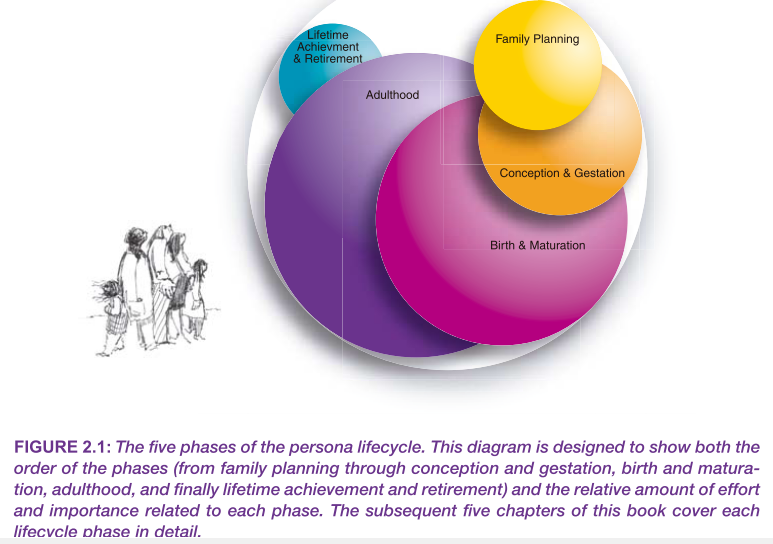 Lifetime
Achievment
& Retirement
Family Planning
Adulthood
Conception & Gestation
Birth & Maturation
FIGURE 2.1: The five phases of the persona lifecycle. This diagram is designed to show both the
order of the phases (from family planning through conception and gestation, birth and matura-
tion, adulthood, and finally lifetime achievement and retirement) and the relative amount of effort
and importance related to each phase. The subsequent five chapters of this book cover each
lifecycle phase in detail.